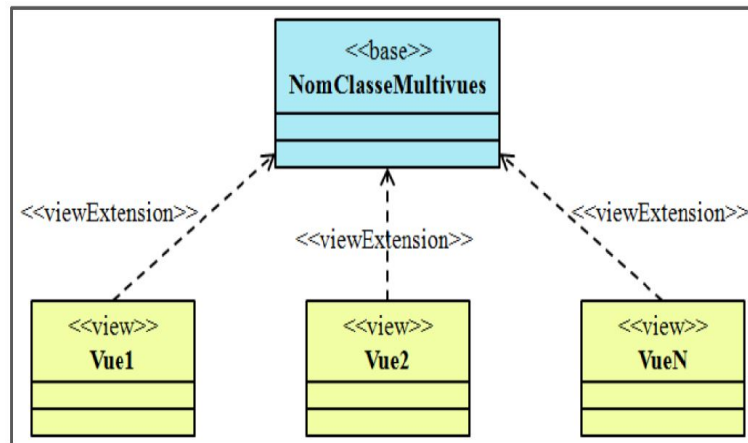 <<base>>
NomClasseMultivues
<<viewExtension>>
<<viewExtension>>
<<viewExtension>>
<<view>>
Vue1
<<view>>
Vue2
<<view>>
VueN